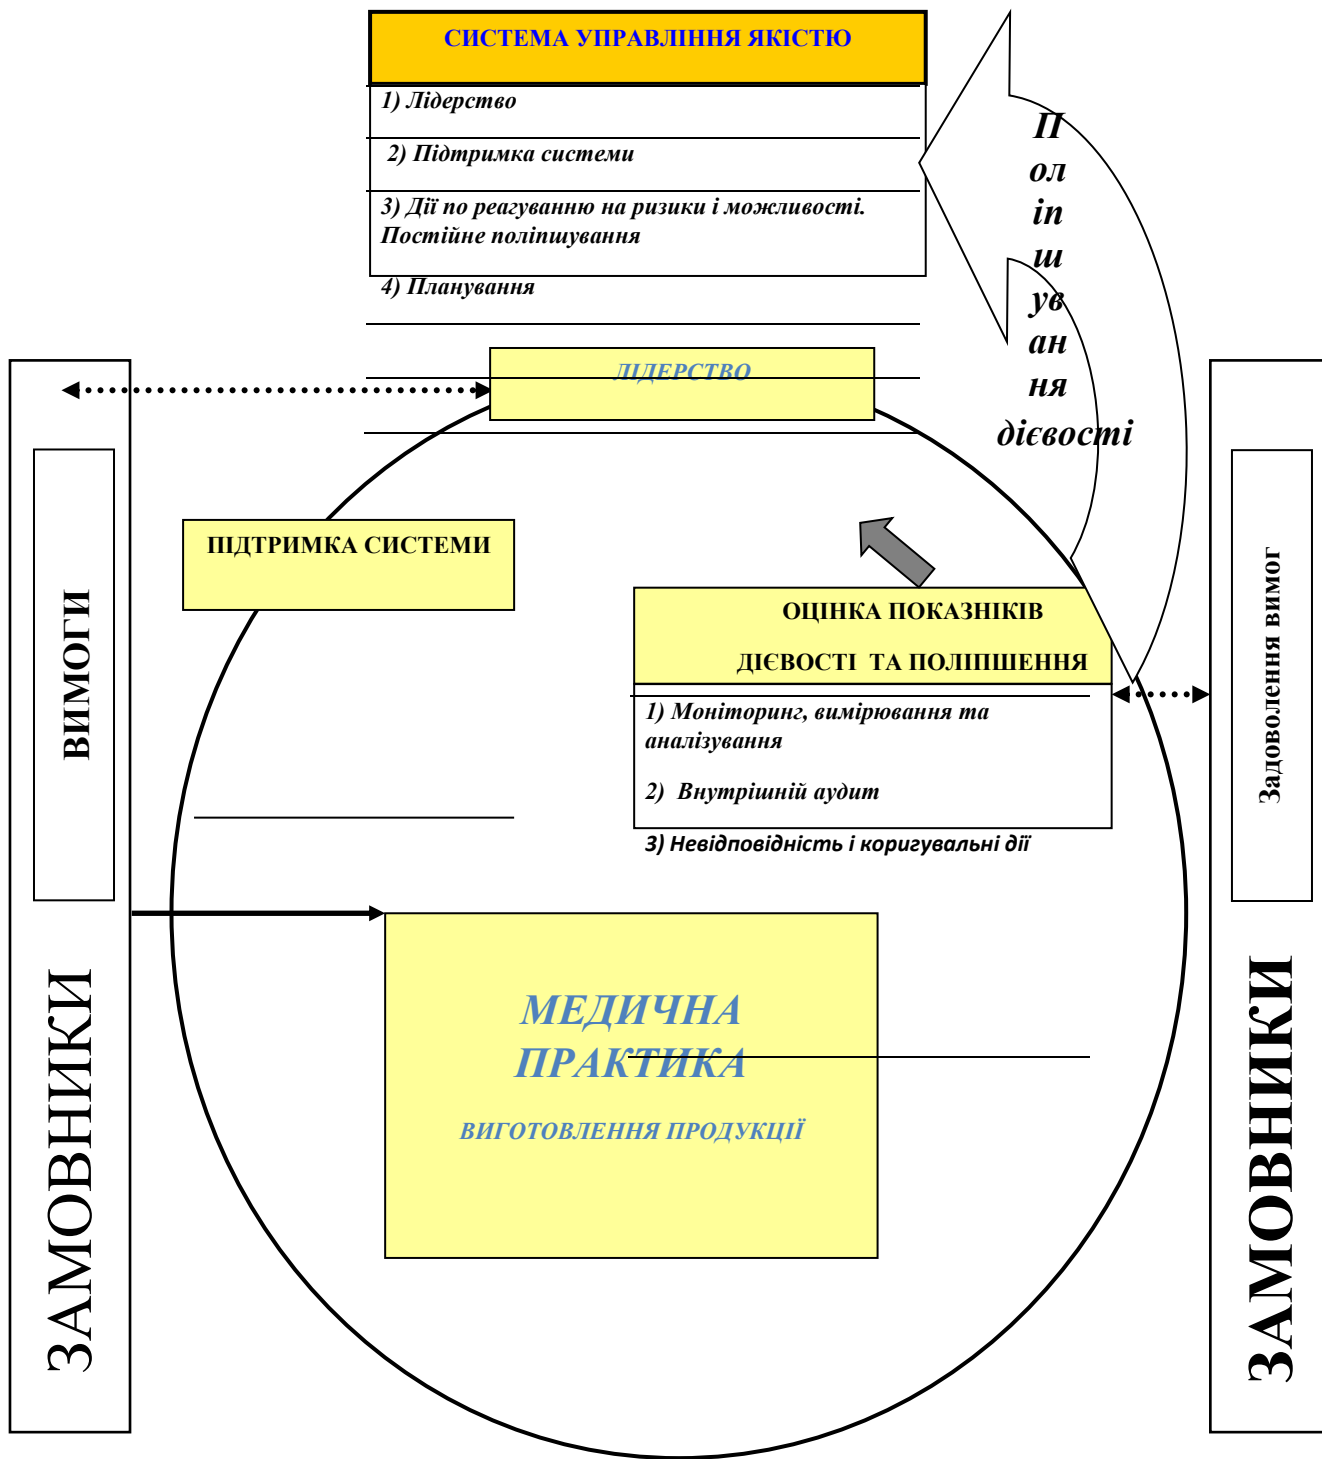 СИСТЕМА УПРАВЛІННЯ ЯКІСТЮ
1) Лідерство
2) Підтримка системи
3) Дії по реагуванню на ризики і можливості.
Постійне поліпшування
4) Планування
П
ол
іп
ш
ув
ан
ня
дієвості
ЛІДЕРСТВО
ПІДТРИМКА СИСТЕМИ
ОЦІНКА ПОКАЗНІКІВ
ДІЄВОСТІ ТА ПОЛІПШЕННЯ
1) Моніторинг, вимірювання та
аналізування
2) Внутрішній аудит
3) Невідповідність і коригувальні дії
ВИМОГИ
ЗАМОВНИКИ
МЕДИЧНА
ПРАКТИКА
ВИГОТОВЛЕННЯ ПРОДУКЦІЇ
Задоволення вимог
ЗАМОВНИКИ